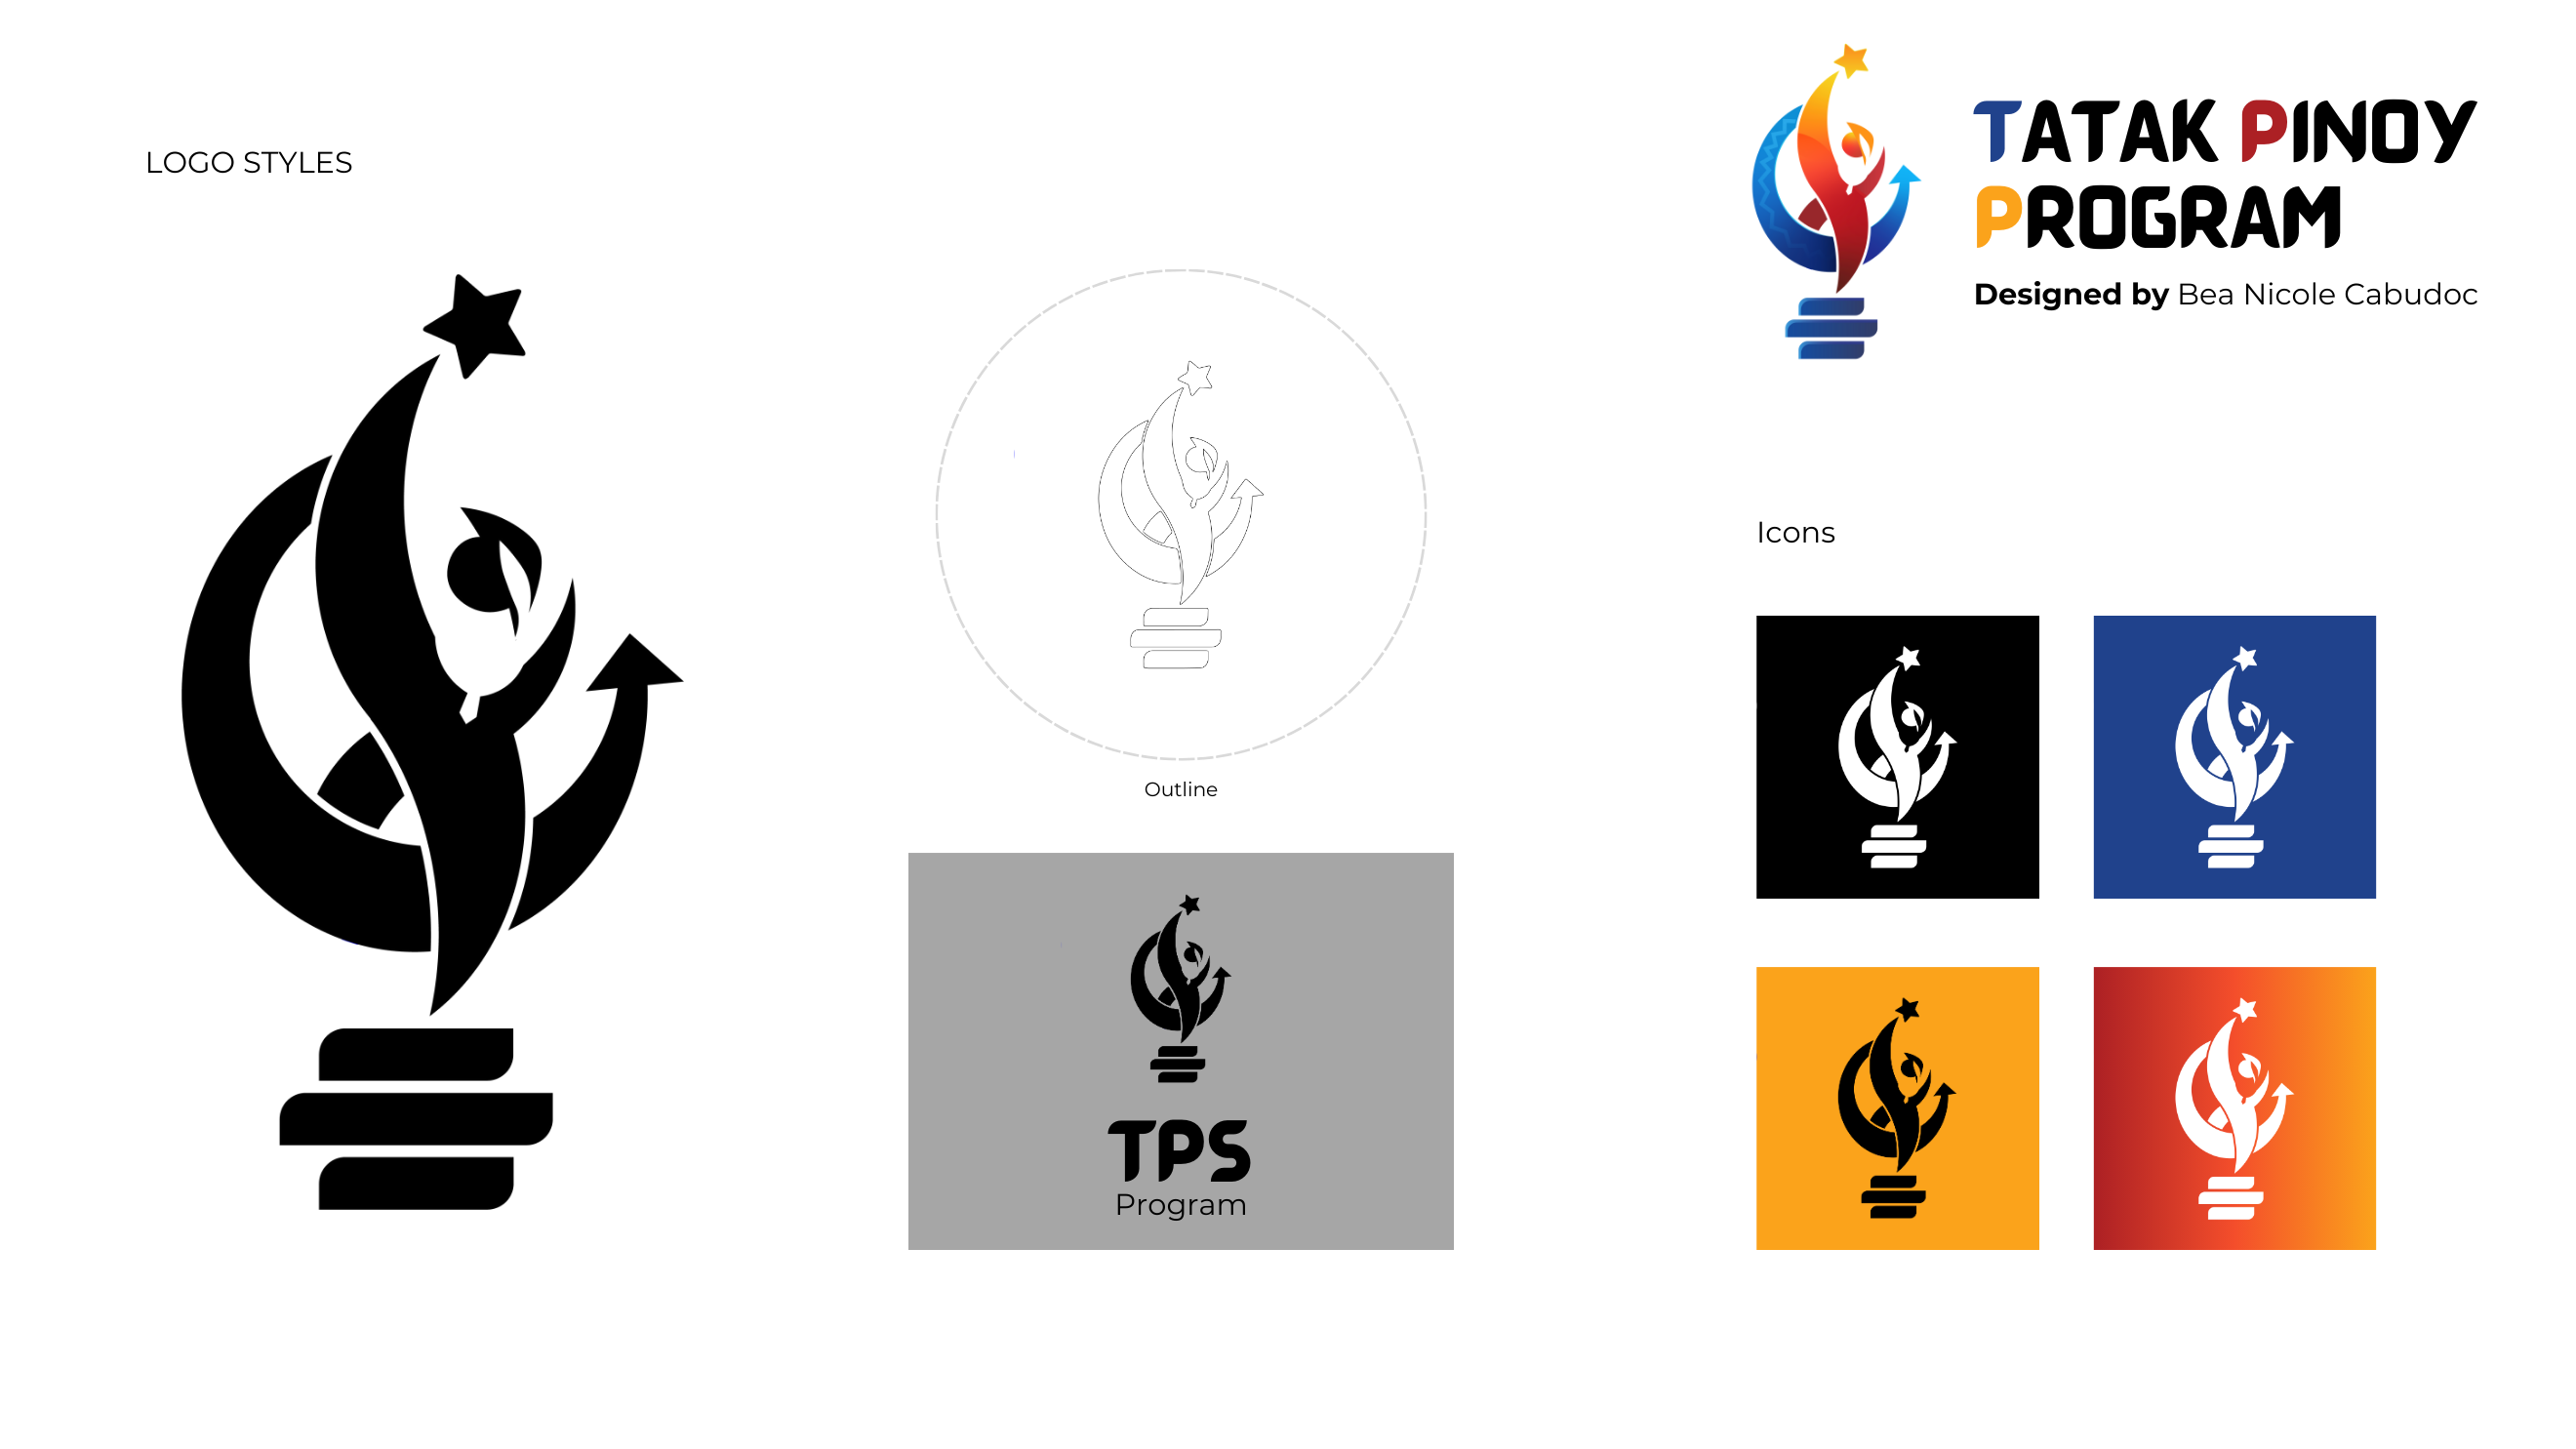 LOGO STYLES
TATAK PINOY
PROGRAM
Designed by Bea Nicole Cabudoc
Outline
TPS
Program
Icons